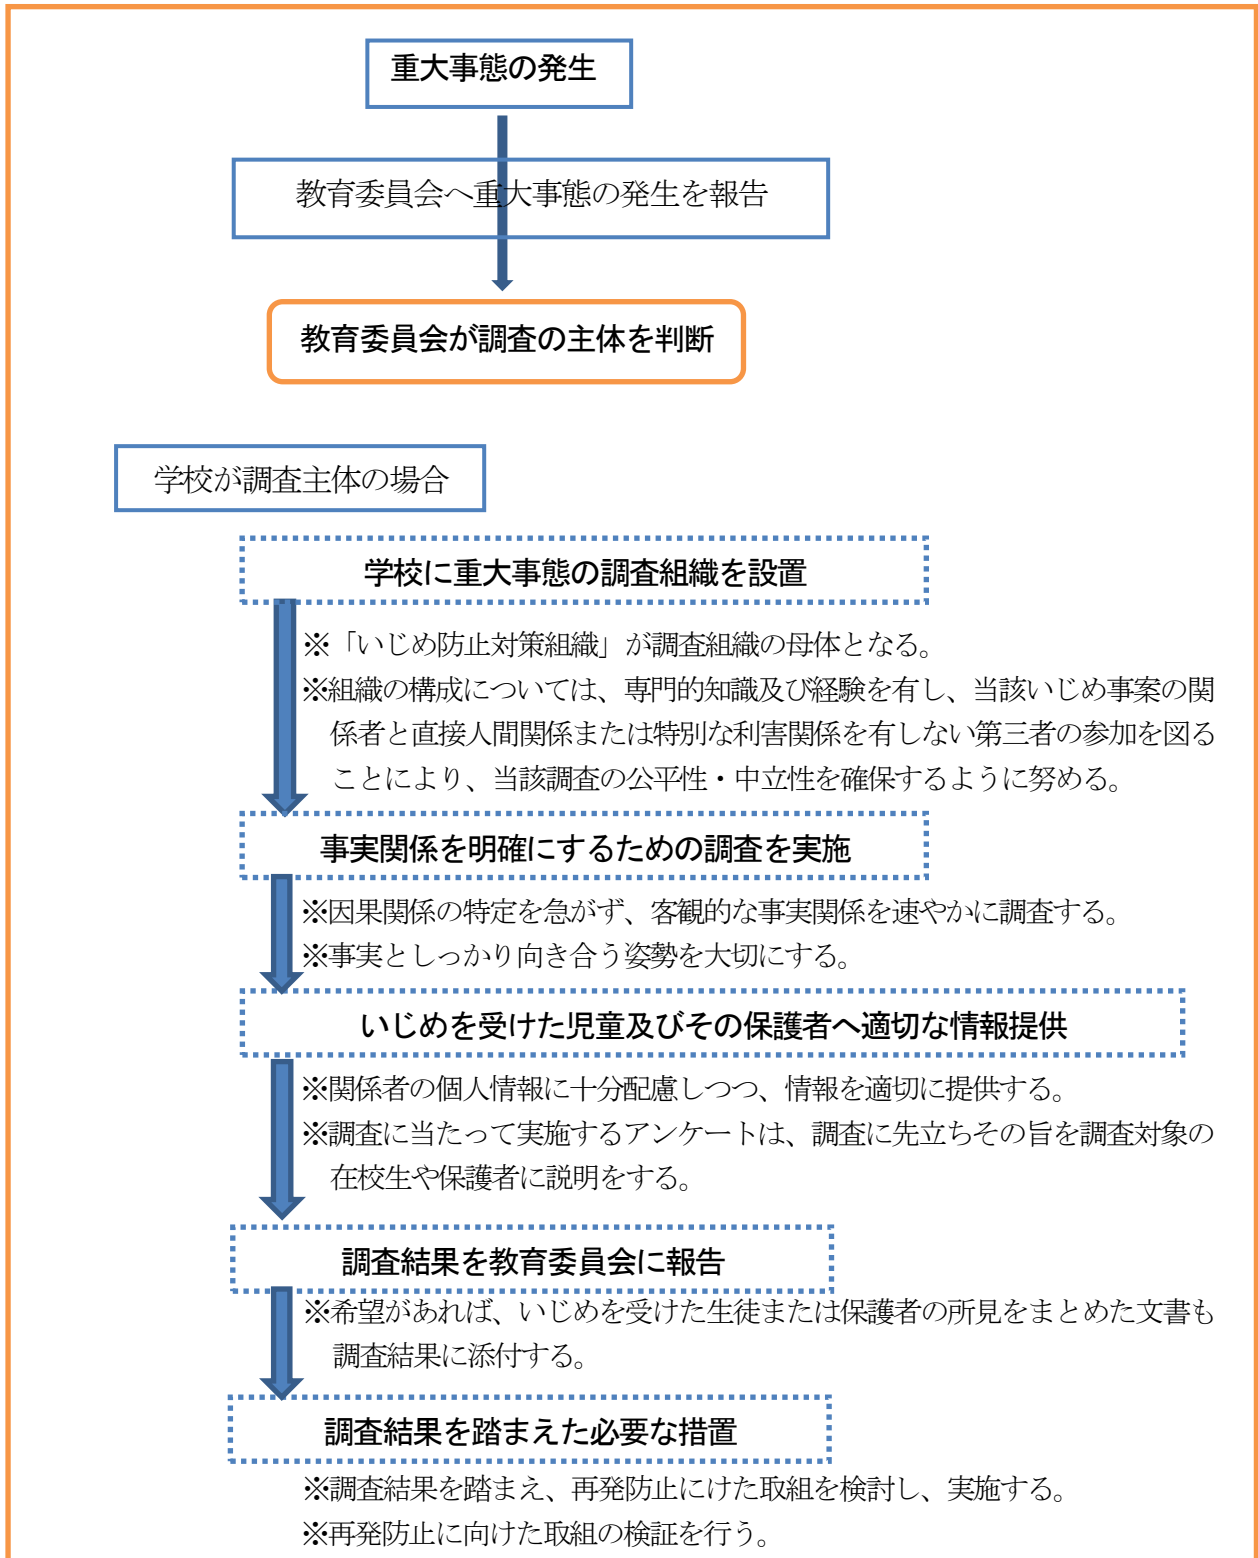 重大事態の発生
教育委員会へ重大事態の発生を報告
教育委員会が調査の主体を判断
学校が調査主体の場合
学校に重大事態の調査組織を設置
※「いじめ防止対策組織」が調査組織の母体となる。
※組織の構成については、専門的知識及び経験を有し、当該いじめ事案の関
係者と直接人間関係または特別な利害関係を有しない第三者の参加を図る
ことにより、当該調査の公平性・中立性を確保するように努める。
事実関係を明確にするための調査を実施
※因果関係の特定を急がず、客観的な事実関係を速やかに調査する。
※事実としっかり向き合う姿勢を大切にする。
いじめを受けた児童及びその保護者へ適切な情報提供
※関係者の個人情報に十分配慮しつつ、情報を適切に提供する。
※調査に当たって実施するアンケートは、調査に先立ちその旨を調査対象の
在校生や保護者に説明をする。
調査結果を教育委員会に報告
※希望があれば、いじめを受けた生徒または保護者の所見をまとめた文書も
調査結果に添付する。
調査結果を踏まえた必要な措置
※調査結果を踏まえ、再発防止にけた取組を検討し、実施する。
※再発防止に向けた取組の検証を行う。